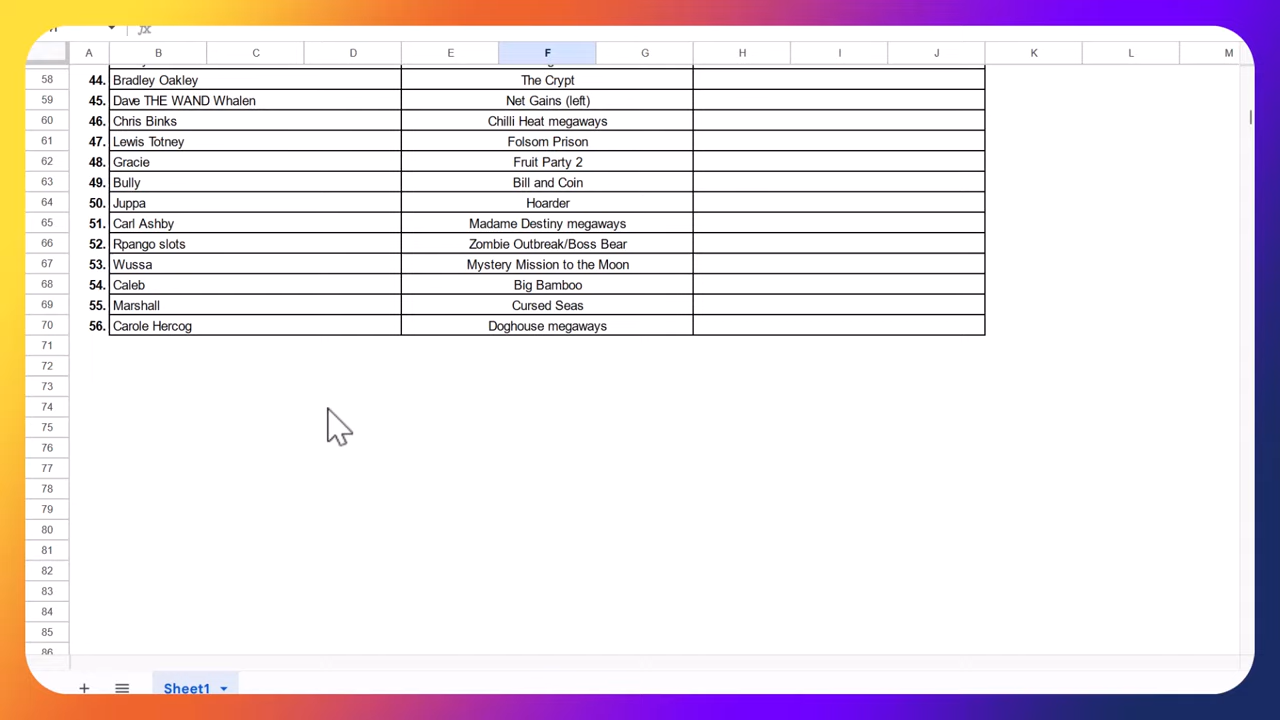 fx
A B C D E F G H I J K L M
58 44. Bradley Oakley The Crypt
59 45. Dave THE WAND Whalen Net Gains (left)
60 46. Chris Binks Chilli Heat megaways
61 47. Lewis Totney Folsom Prison
62 48. Gracie Fruit Party 2
63 49. Bully Bill and Coin
64 50. Juppa Hoarder
65 51. Carl Ashby Madame Destiny megaways
66 52. Rpango slots Zombie Outbreak/Boss Bear
67 53. Wussa Mystery Mission to the Moon
68 54. Caleb Big Bamboo
69 55. Marshall Cursed Seas
70 56. Carole Hercog Doghouse megaways
71
72
73
74
75
76
77
78
79
80
81
82
83
84
85
86
Sheet1